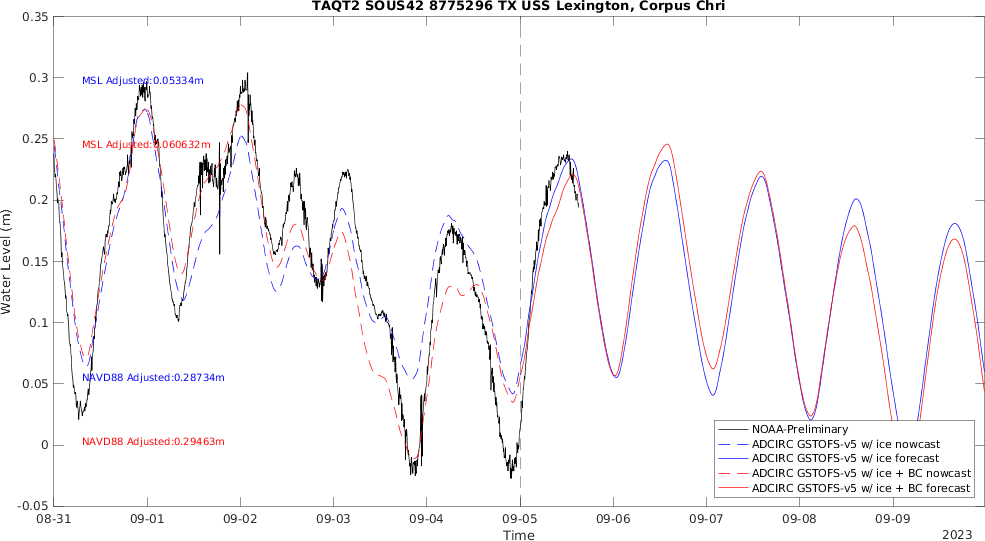 TAQT2 SOUS42 8775296 TX USS Lexington, Corpus Chri
0.35
0.3
0.25
0.2
0.15
0.1
0.05
0
-0.05
Water Level (m)
MSL Adjusted:0.05334m
MSL Adjusted:0.060632m
NAVD88 Adjusted:0.28734m
NAVD88 Adjusted:0.29463m
NOAA-Preliminary
ADCIRC GSTOFS-v5 w/ ice nowcast
ADCIRC GSTOFS-v5 w/ ice forecast
ADCIRC GSTOFS-v5 w/ ice + BC nowcast
ADCIRC GSTOFS-v5 w/ ice + BC forecast
08-31 09-01 09-02 09-03 09-04 09-05 09-06 09-07 09-08 09-09
Time
2023